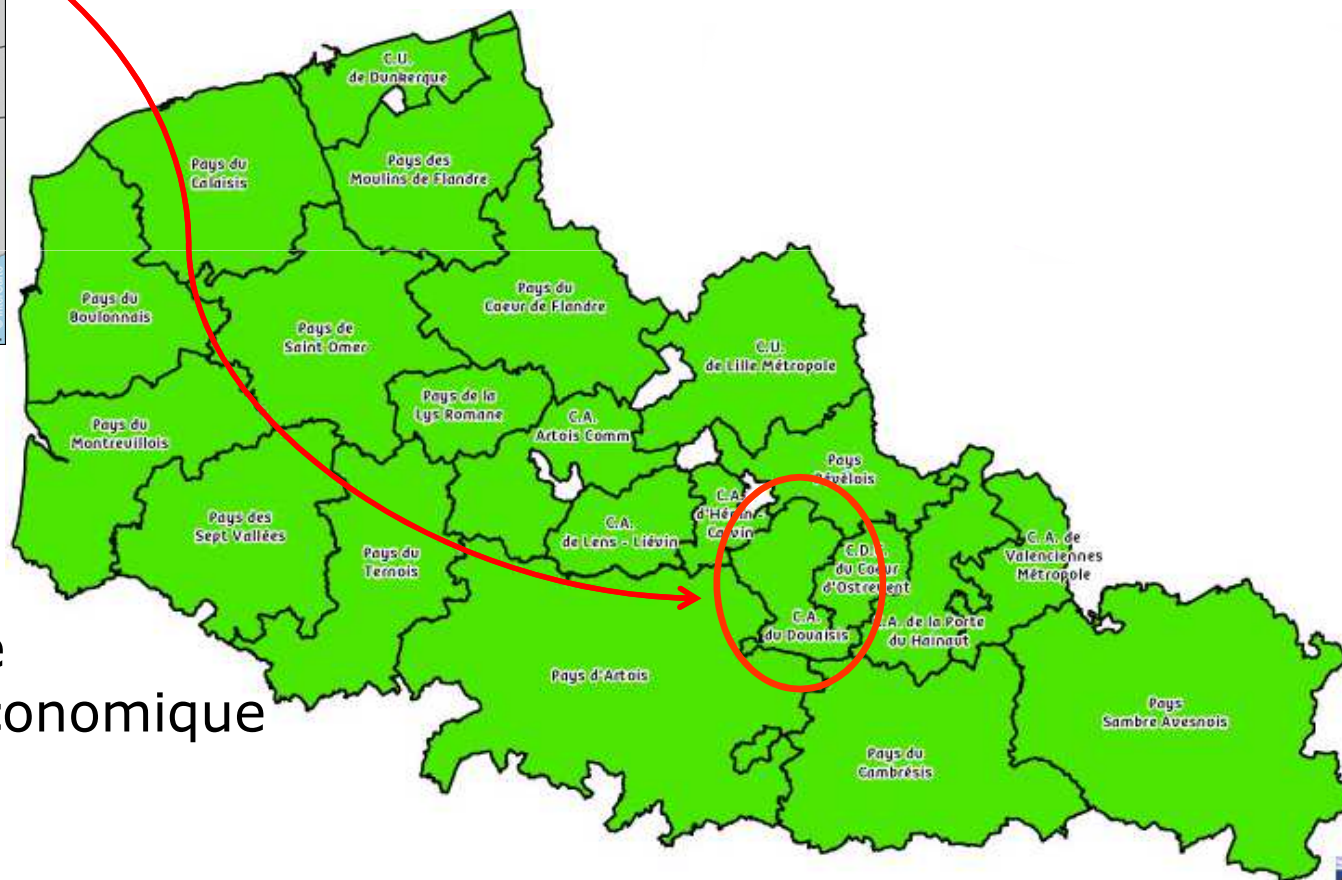 C.U.
de Dunkerque
Pays du
Calaisis
Pays des
Moulins de Flandre
Pays du
Boulonnais
Pays de
Saint Omer
Pays du
Coeur de Flandre
C.U.
de Lille Métropole
Pays du
Montreuillois
Pays de la
Lys Romane
C.A.
Artois Comm
Pays
Pévèlois
Pays des
Sept Vallées
Pays du
Ternois
C.A.
de Lens - Liévin
C.A.
d'Hénin -
Carvin
C.D.C.
du Coeur
d'Ostrevent
C. A. de
Valenciennes
Métropole
C.A.
du Douaisis
C.A. de la Porte
du Hainaut
Pays d'Artois
Pays
Sambre Avesnois
Pays du
Cambrésis
e
conomique